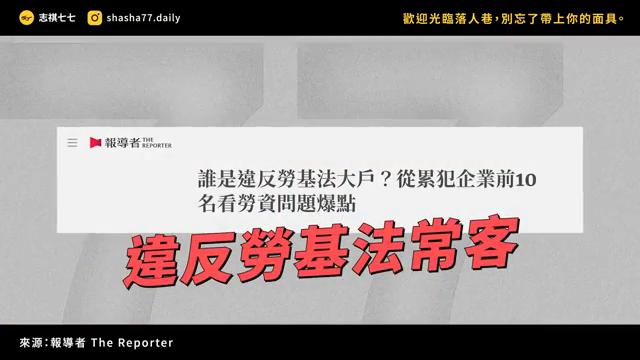 志祺七七
shasha77.daily
歡迎光臨落人巷,別忘了帶上你的面具。
報導者 THE REPORTER
誰是違反勞基法大戶？從累犯企業前10
名看勞資問題爆點
違反勞基法常客
來源:報導者 The Reporter